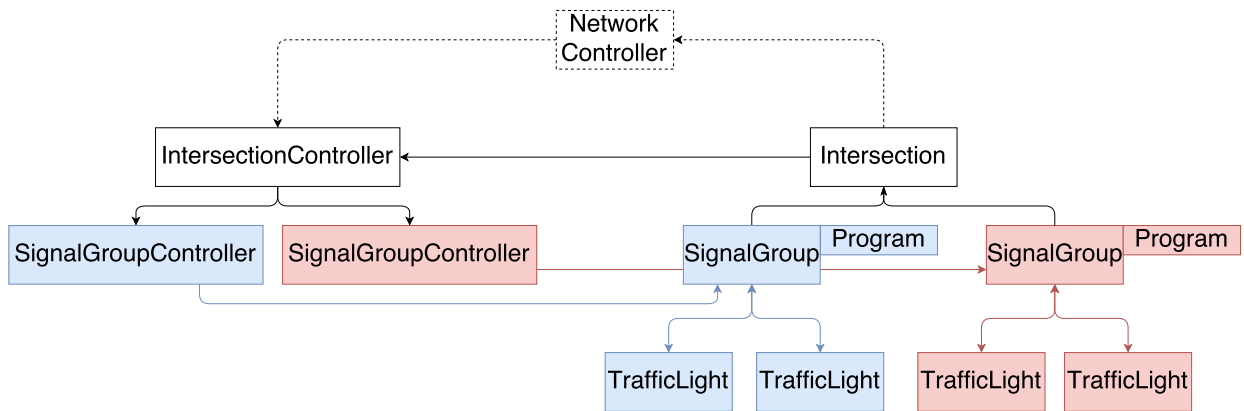 Network
Controller
IntersectionController
Intersection
SignalGroupController
SignalGroupController
SignalGroup
Program
SignalGroup
Program
TrafficLight
TrafficLight
TrafficLight
TrafficLight